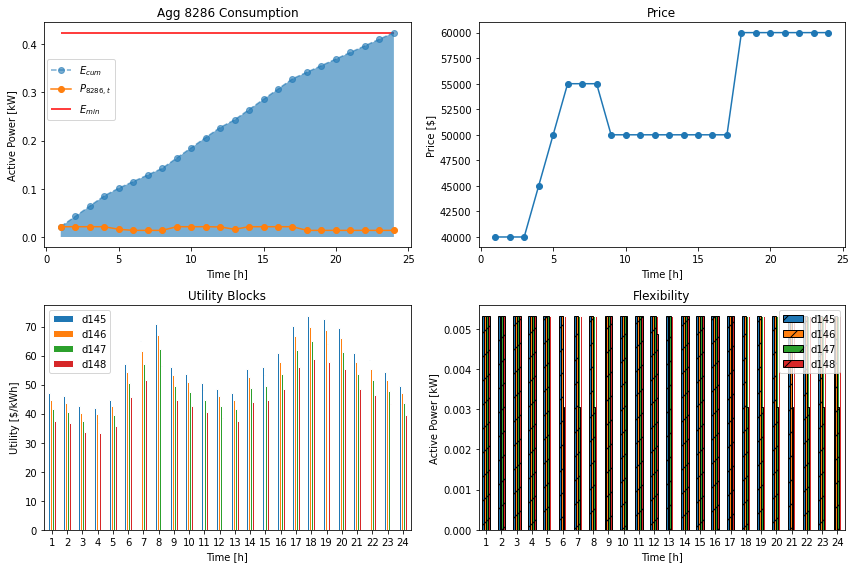 Agg 8286 Consumption
Active Power [kW]
0.4
0.3
0.2
0.1
0.0
E_cum
P_8286,t
E_min
0 5 10 15 20 25
Time [h]
Price
Price [$]
60000
57500
55000
52500
50000
47500
45000
42500
40000
0 5 10 15 20 25
Time [h]
Utility Blocks
Utility [$/kWh]
70
60
50
40
30
20
10
0
d145
d146
d147
d148
1 2 3 4 5 6 7 8 9 10 11 12 13 14 15 16 17 18 19 20 21 22 23 24
Time [h]
Flexibility
Active Power [kW]
0.005
0.004
0.003
0.002
0.001
0.000
d145
d146
d147
d148
1 2 3 4 5 6 7 8 9 10 11 12 13 14 15 16 17 18 19 20 21 22 23 24
Time [h]